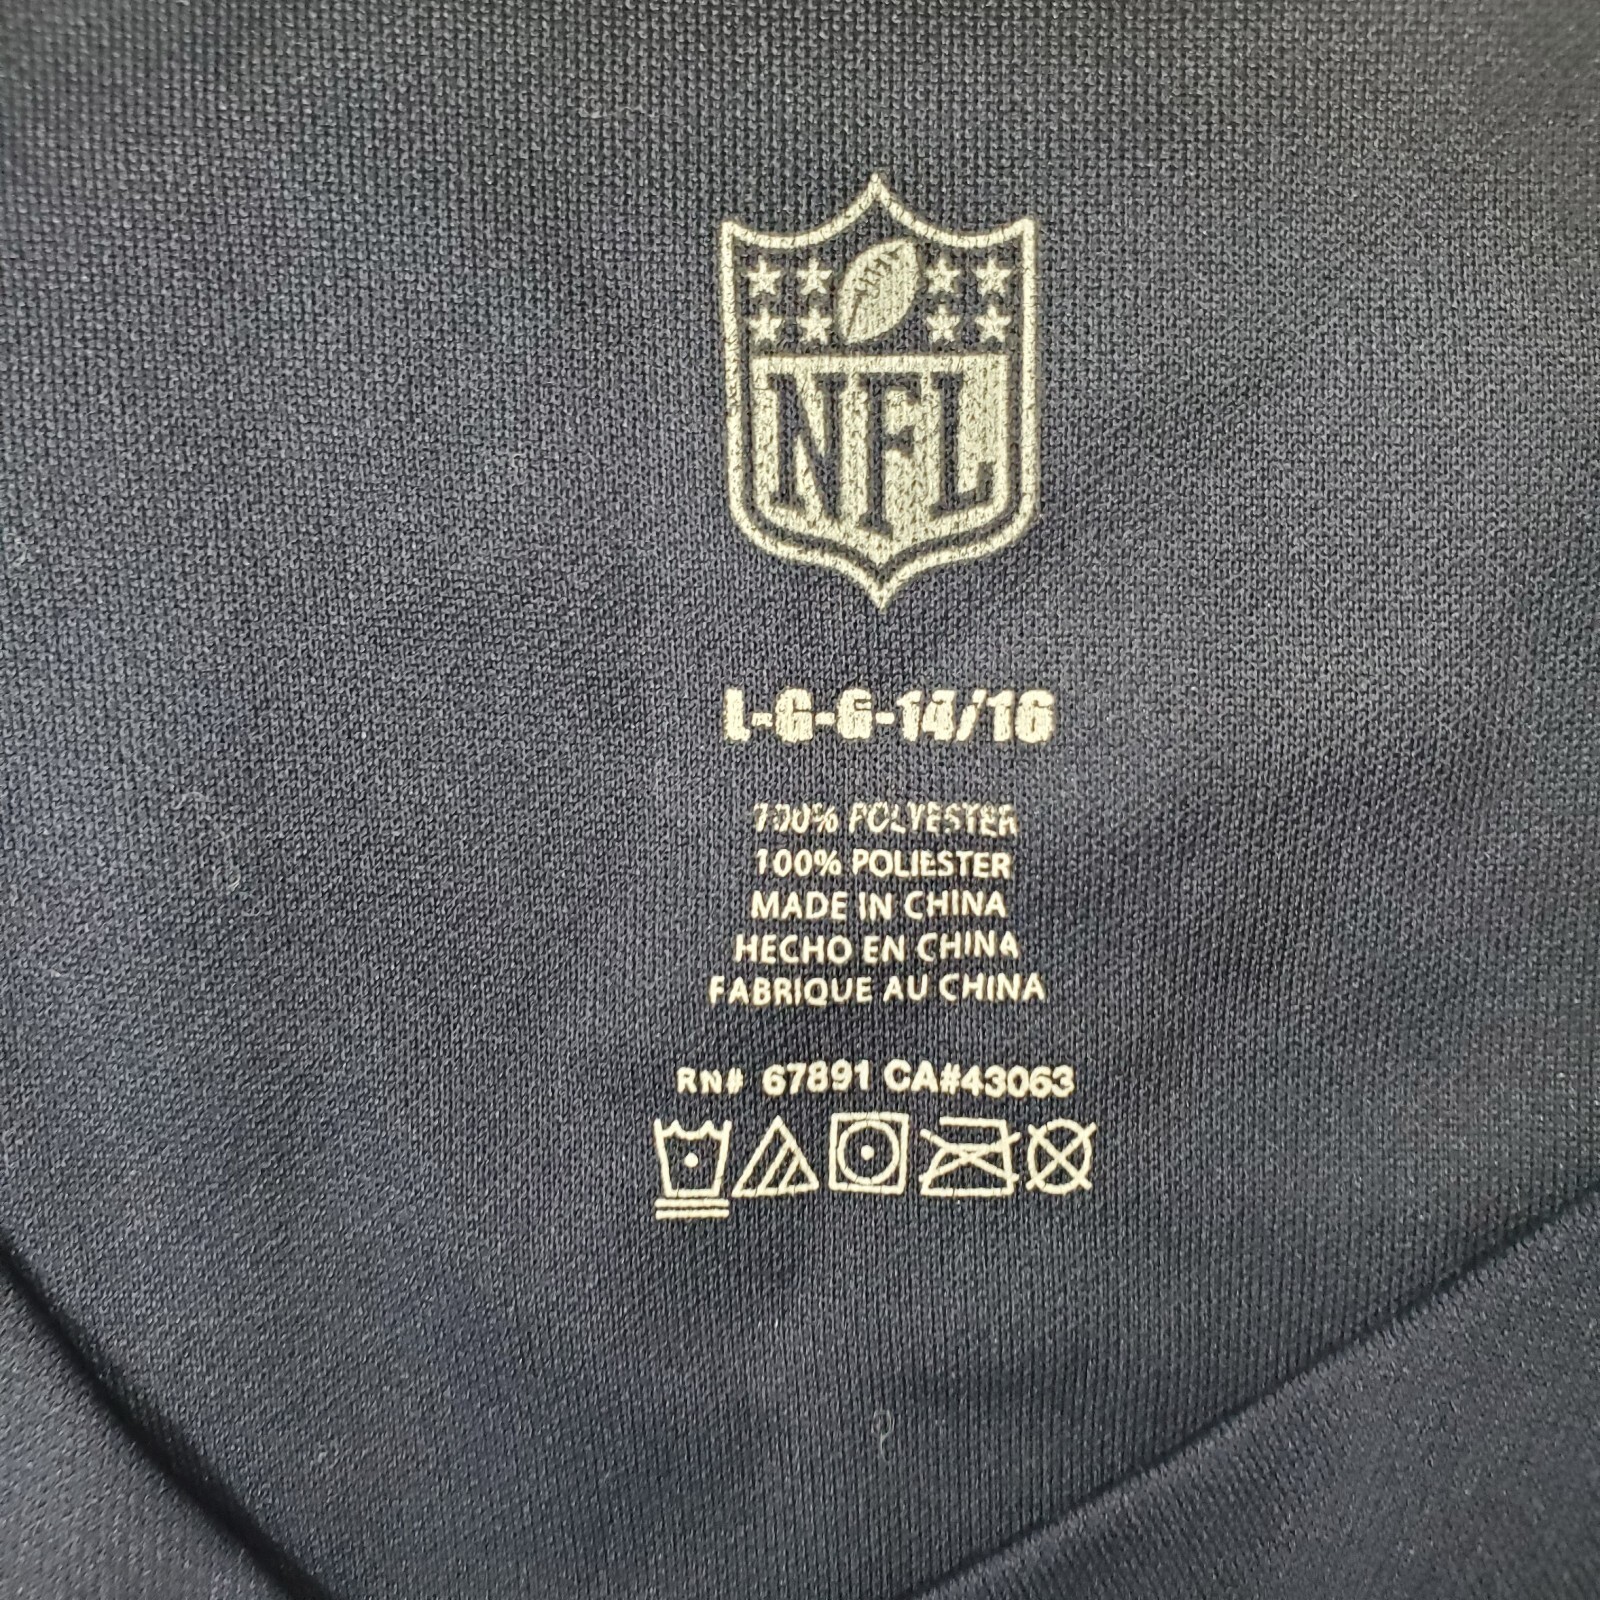 NFL
L-G-G-14/16
100% POLYESTER
100% POLIESTER
MADE IN CHINA
HECHO EN CHINA
FABRIQUE AU CHINA
RN# 67891 CA#43063